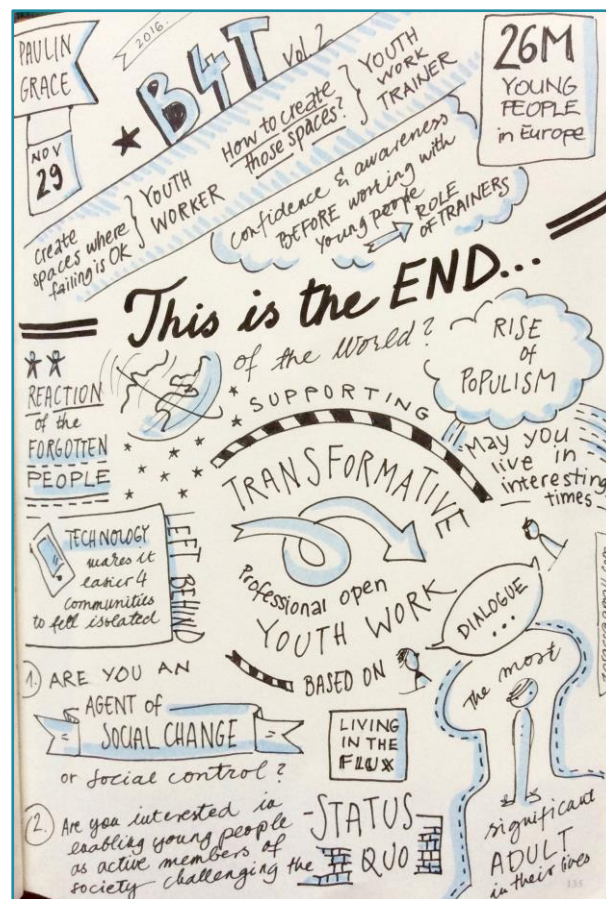 PAULIN
GRACE
NOV
29
2016.
B4T vol 2
26M
YOUNG
PEOPLE
in Europe
create
spaces where
failing is OK
YOUTH
WORKER
How to create
those spaces?
YOUTH
WORK
TRAINER
confidence & awareness
BEFORE working with
young people
ROLE
OF TRAINERS
This is the END...
of the world?
RISE
of
POPULISM
MAY you
live in
interesting
times
REACTION
of the
FORGOTTEN
PEOPLE
TECHNOLOGY
makes it
easier 4
communities
to fell isolated
LEFT BEHIND
SUPPORTING
TRANSFORMATIVE
Professional open
YOUTH WORK
BASED ON
DIALOGUE
...
1. ARE YOU AN
AGENT of
SOCIAL CHANGE
or social control?
LIVING
IN THE
FLUX
2. Are you interested in
enabling young people
as active members of
society challenging the
STATUS
QUO
The most
significant
ADULT
in their lives
135